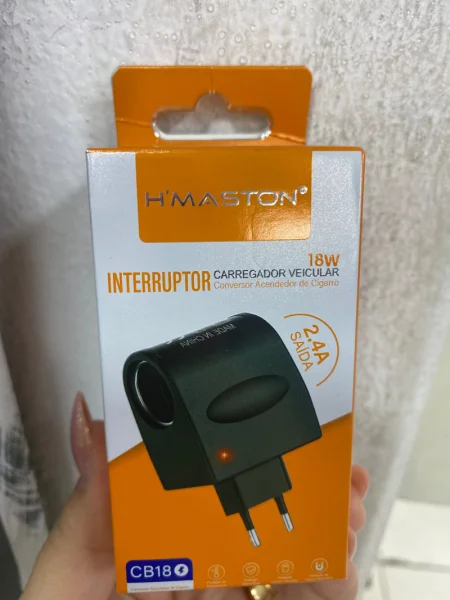 H'MASTON®
18W
INTERRUPTOR
CARREGADOR VEICULAR
Conversor Acendedor de Cigarro
2.4A
SAÍDA
MADE IN CHINA
CB18